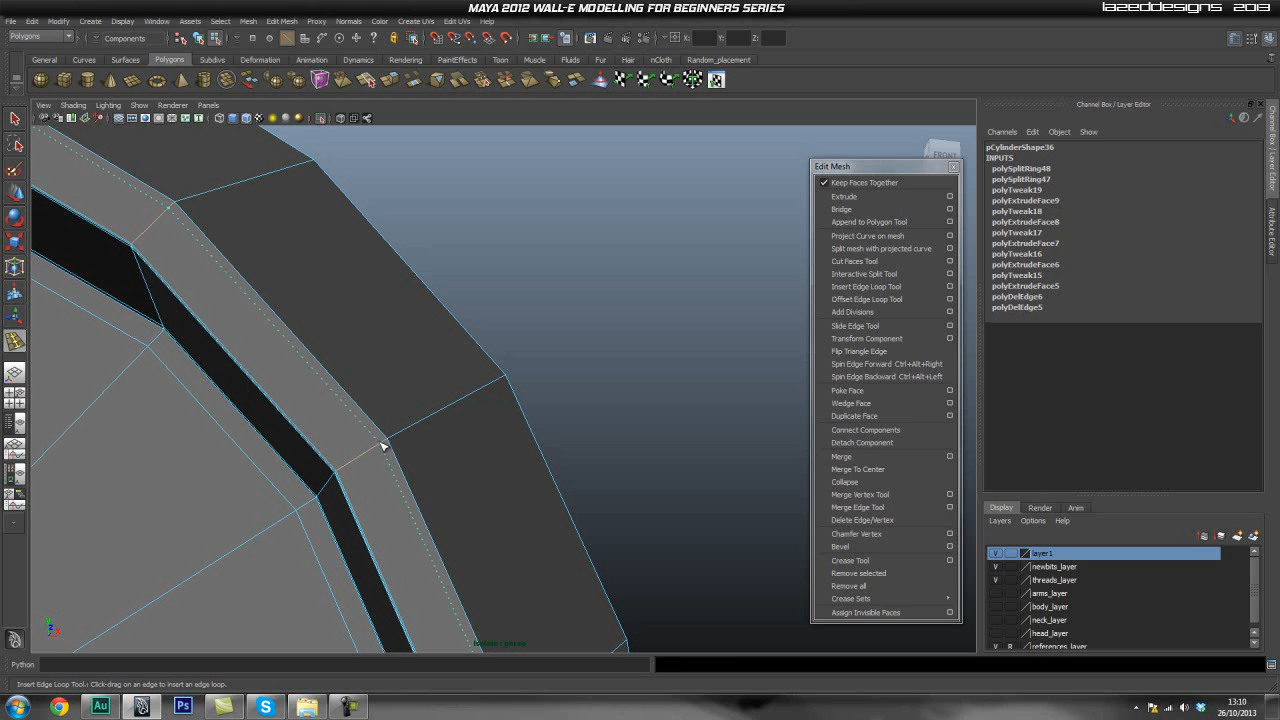 MAYA 2012 WALL-E MODELLING FOR BEGINNERS SERIES
LAZEDDESIGNS 2013
File Edit Modify Create Display Window Assets Select Mesh Edit Mesh Proxy Normals Color Create UVs Edit UVs Help
Polygons Components X: Y: Z:
General Curves Surfaces Polygons Subdivs Deformation Animation Dynamics Rendering PaintEffects Toon Muscle Fluids Fur Hair nCloth Random_placement
View Shading Lighting Show Renderer Panels
FRONT
Edit Mesh
Keep Faces Together
Extrude
Bridge
Append to Polygon Tool
Project Curve on mesh
Split mesh with projected curve
Cut Faces Tool
Interactive Split Tool
Insert Edge Loop Tool
Offset Edge Loop Tool
Add Divisions
Slide Edge Tool
Transform Component
Flip Triangle Edge
Spin Edge Forward Ctrl+Alt+Right
Spin Edge Backward Ctrl+Alt+Left
Poke Face
Wedge Face
Duplicate Face
Connect Components
Detach Component
Merge
Merge To Center
Collapse
Merge Vertex Tool
Merge Edge Tool
Delete Edge/Vertex
Chamfer Vertex
Bevel
Crease Tool
Remove selected
Remove all
Crease Sets
Assign Invisible Faces
Channel Box / Layer Editor
Channels Edit Object Show
pCylinderShape36
INPUTS
polySplitRing48
polySplitRing47
polyTweak19
polyExtrudeFace9
polyTweak18
polyExtrudeFace8
polyTweak17
polyExtrudeFace7
polyTweak16
polyExtrudeFace6
polyTweak15
polyExtrudeFace5
polyDelEdge6
polyDelEdge5
Channel Box / Layer Editor
Attribute Editor
Display Render Anim
Layers Options Help
V layer1
V newbits_layer
V threads_layer
arms_layer
body_layer
neck_layer
head_layer
V R references_layer
Python
Insert Edge Loop Tool: Click-drag on an edge to insert an edge loop.
Au Ps S
13:10
26/10/2013